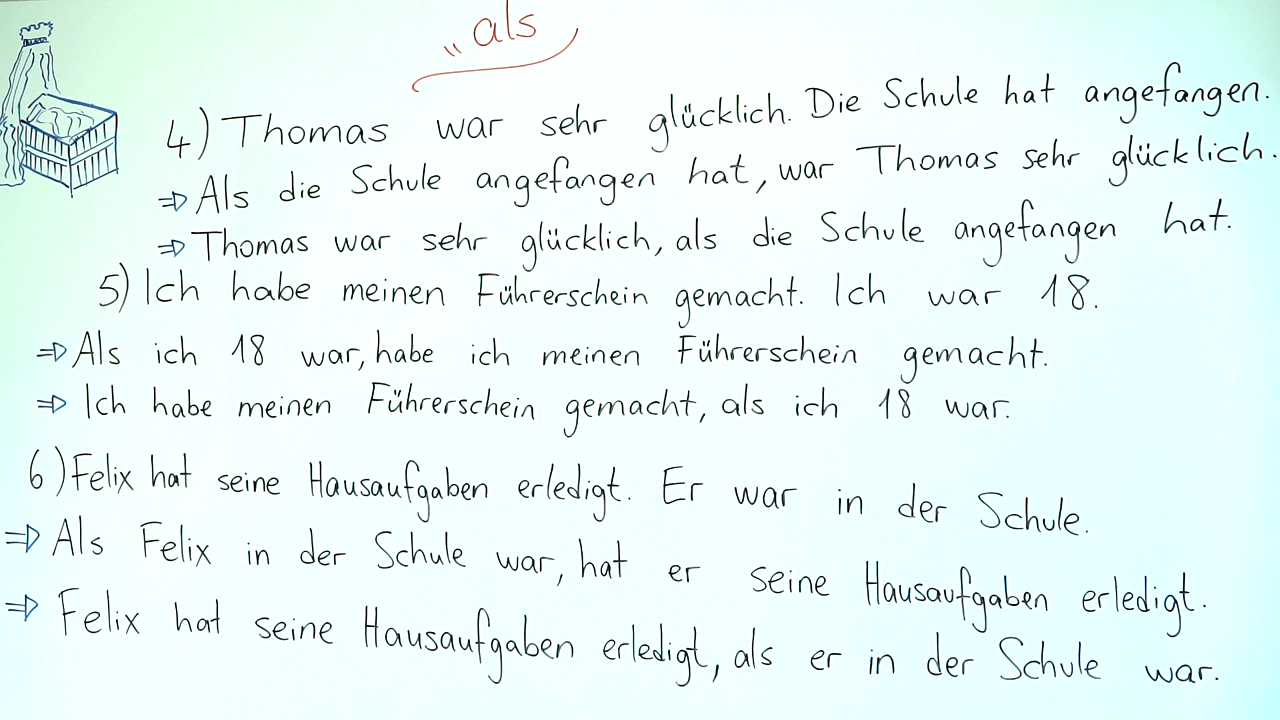 „als
4) Thomas war sehr glücklich. Die Schule hat angefangen.
⇒ Als die Schule angefangen hat, war Thomas sehr glücklich.
⇒ Thomas war sehr glücklich, als die Schule angefangen hat.
5) Ich habe meinen Führerschein gemacht. Ich war 18.
⇒ Als ich 18 war, habe ich meinen Führerschein gemacht.
⇒ Ich habe meinen Führerschein gemacht, als ich 18 war.
6) Felix hat seine Hausaufgaben erledigt. Er war in der Schule.
⇒ Als Felix in der Schule war, hat er seine Hausaufgaben erledigt.
⇒ Felix hat seine Hausaufgaben erledigt, als er in der Schule war.